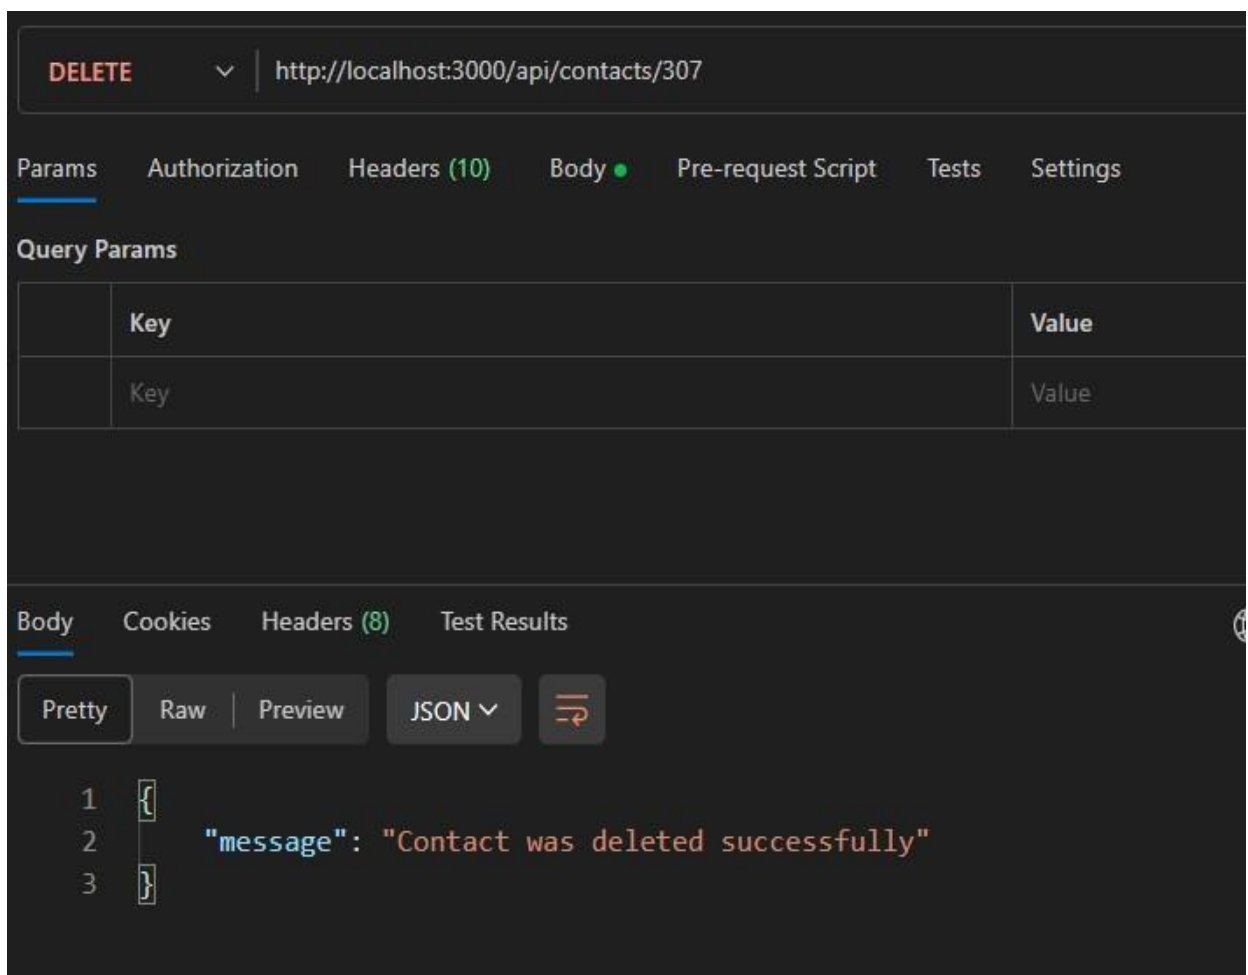 DELETE http://localhost:3000/api/contacts/307
Params Authorization Headers (10) Body Pre-request Script Tests Settings
Query Params
Key Value
Key Value
Body Cookies Headers (8) Test Results
Pretty Raw Preview JSON
1 {
2 "message": "Contact was deleted successfully"
3 }